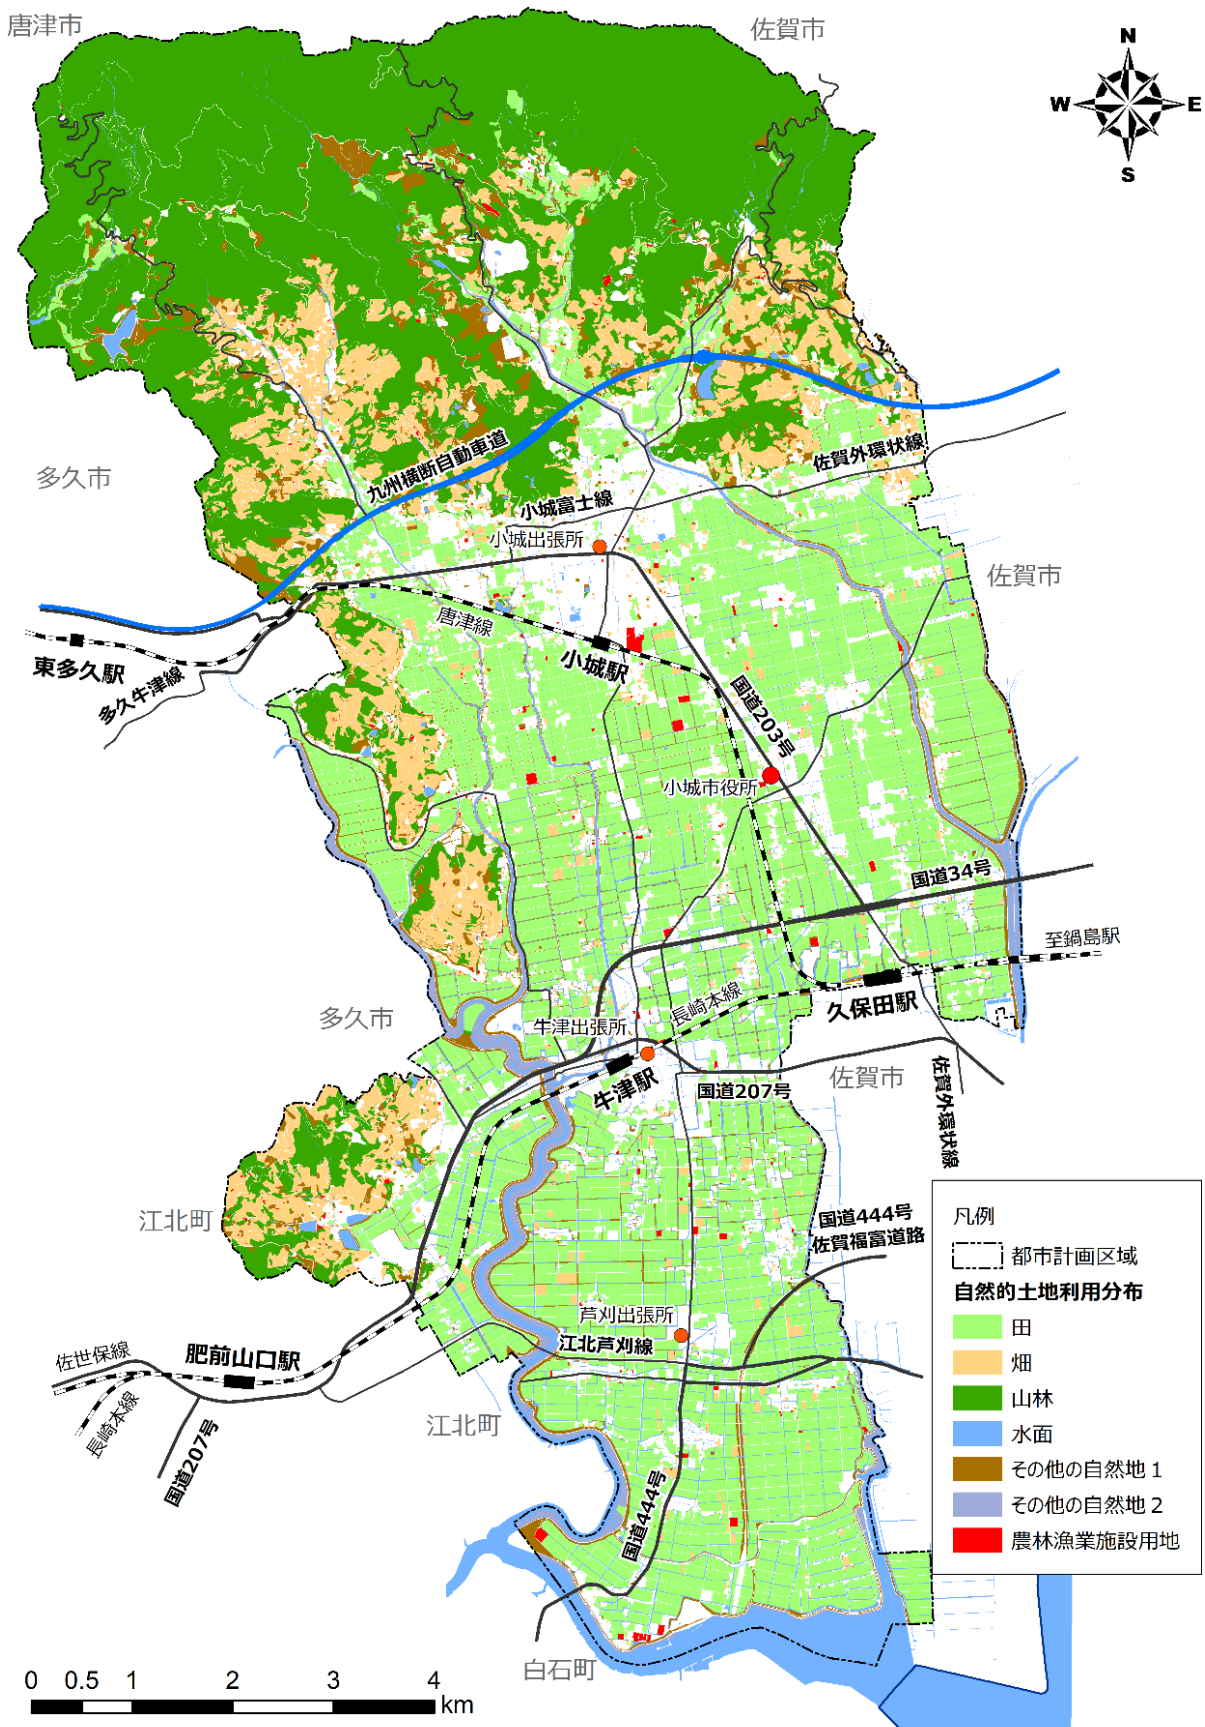 唐津市
佐賀市
N
W
E
S
多久市
九州横断自動車道
佐賀外環状線
小城富士線
小城出張所
佐賀市
唐津線
小城駅
東多久駅
多久牛津線
国道203号
小城市役所
国道34号
至鍋島駅
長崎本線
久保田駅
多久市
牛津出張所
牛津駅
国道207号
佐賀市
佐賀外環状線
江北町
国道444号
佐賀福富道路
芦刈出張所
江北芦刈線
佐世保線
肥前山口駅
長崎本線
国道207号
江北町
国道444号
白石町
凡例
都市計画区域
自然的土地利用分布
田
畑
山林
水面
その他の自然地1
その他の自然地2
農林漁業施設用地
0 0.5 1 2 3 4
km